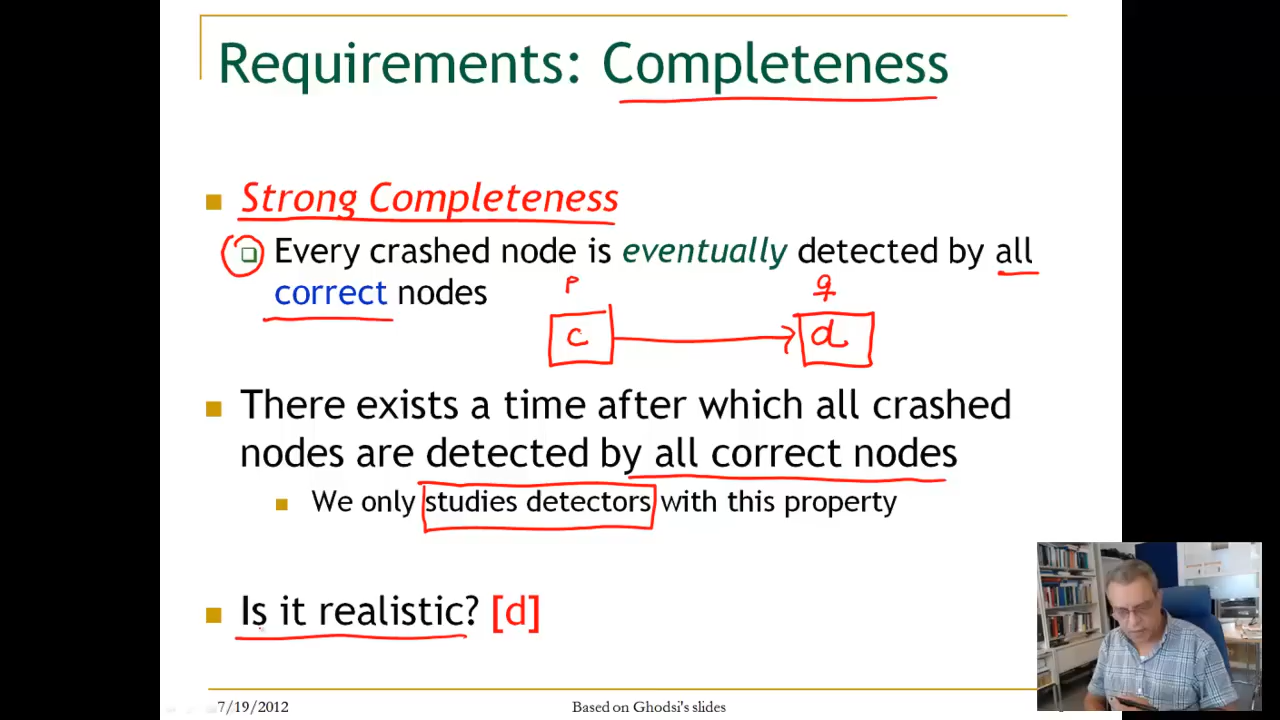 Requirements: Completeness
Strong Completeness
Every crashed node is eventually detected by all
correct nodes
p
q
c
d
There exists a time after which all crashed
nodes are detected by all correct nodes
We only studies detectors with this property
Is it realistic? [d]
7/19/2012
Based on Ghodsi's slides